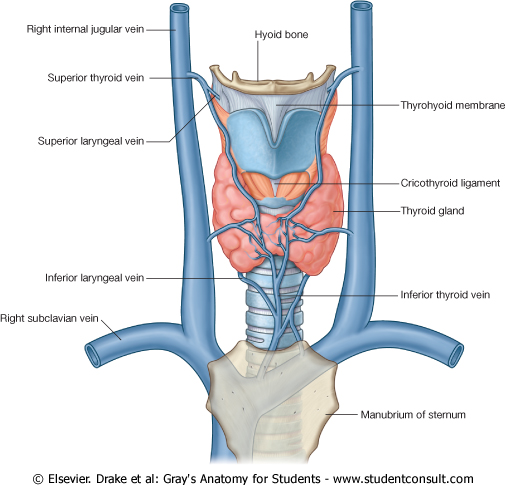 Right internal jugular vein
Hyoid bone
Superior thyroid vein
Thyrohyoid membrane
Superior laryngeal vein
Cricothyroid ligament
Thyroid gland
Inferior laryngeal vein
Inferior thyroid vein
Right subclavian vein
Manubrium of sternum
© Elsevier. Drake et al: Gray's Anatomy for Students - www.studentconsult.com